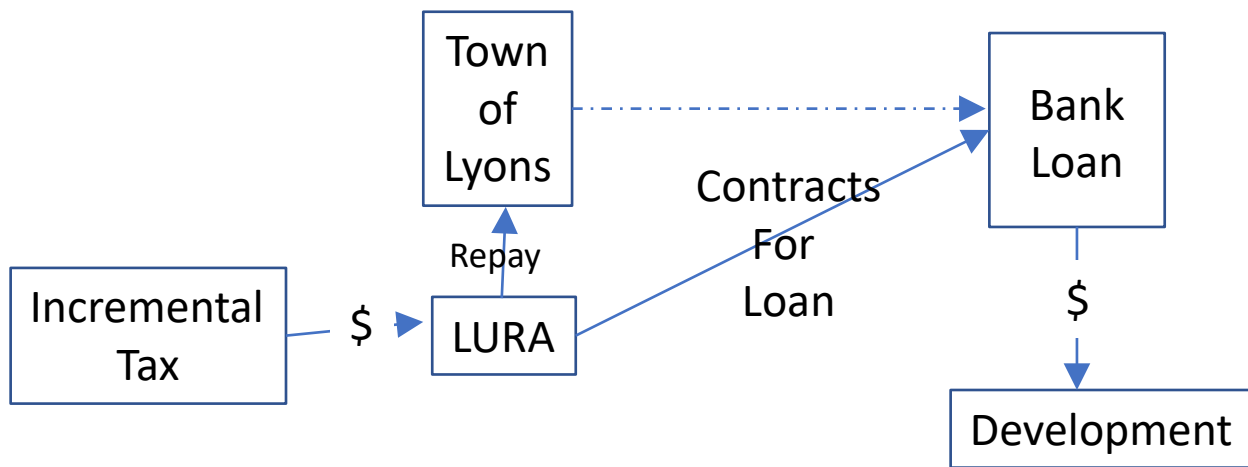 Town
of
Lyons
Bank
Loan
Contracts
For
Loan
Repay
Incremental
Tax
$
LURA
$
Development